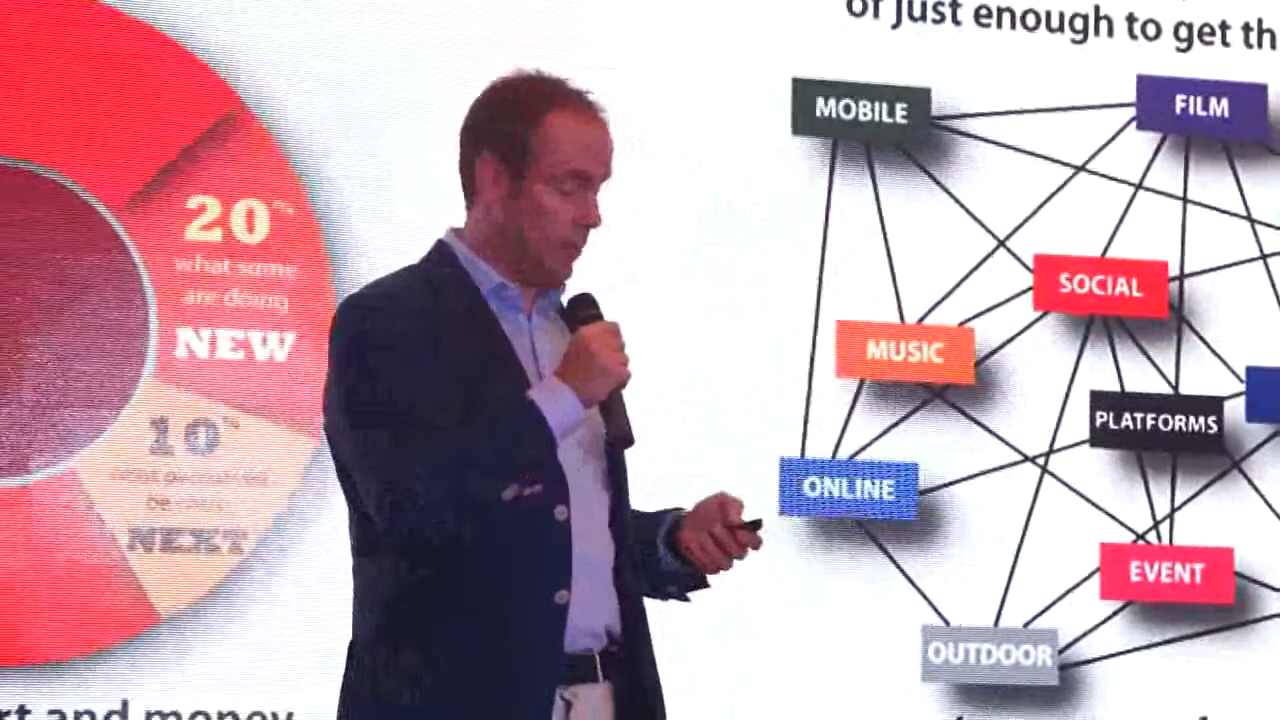 of just enough to get th
MOBILE
FILM
20
what some
are doing
NEW
SOCIAL
MUSIC
10
PLATFORMS
ONLINE
NEXT
EVENT
OUTDOOR
rt and money